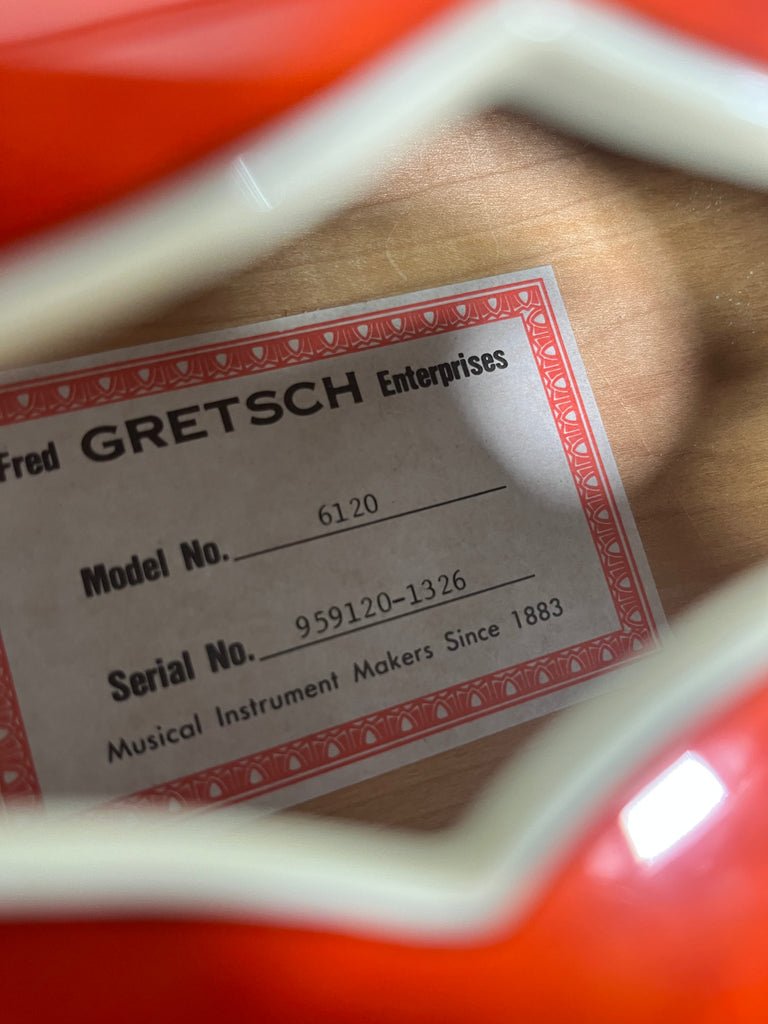 Fred GRETSCH Enterprises
Model No. 6120
Serial No. 959120-1326
Musical Instrument Makers Since 1883